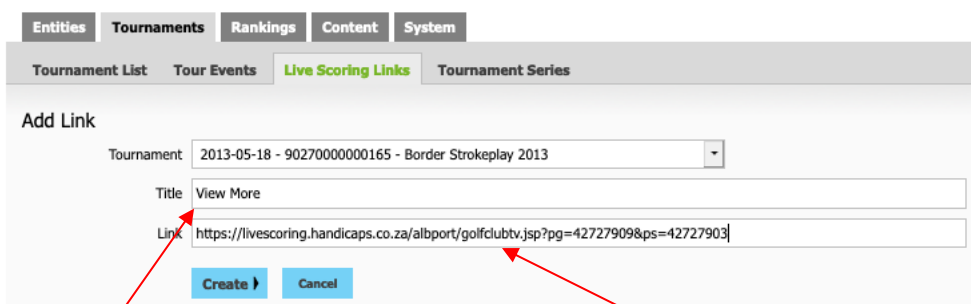 Entities Tournaments Rankings Content System
Tournament List Tour Events Live Scoring Links Tournament Series
Add Link
Tournament 2013-05-18 - 90270000000165 - Border Strokeplay 2013
Title View More
Link https://livescoring.handicaps.co.za/albport/golfclubtv.jsp?pg=42727909&ps=42727903
Create Cancel